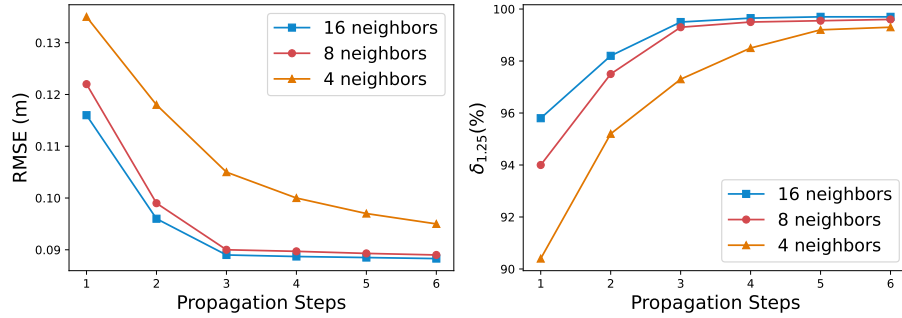 RMSE (m)
0.13
0.12
0.11
0.10
0.09
16 neighbors
8 neighbors
4 neighbors
1 2 3 4 5 6
Propagation Steps
δ1.25(%)
100
98
96
94
92
90
16 neighbors
8 neighbors
4 neighbors
1 2 3 4 5 6
Propagation Steps